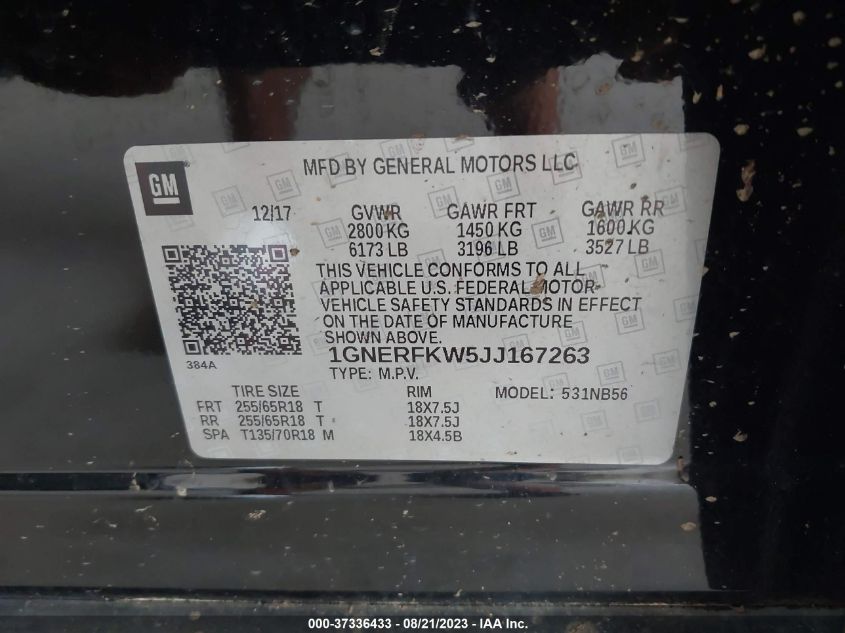 GM
MFD BY GENERAL MOTORS LLC
12/17 GVWR GAWR FRT GAWR RR
2800 KG 1450 KG 1600 KG
6173 LB 3196 LB 3527 LB
THIS VEHICLE CONFORMS TO ALL
APPLICABLE U.S. FEDERAL MOTOR
VEHICLE SAFETY STANDARDS IN EFFECT
ON THE DATE OF MANUFACTURE
SHOWN ABOVE.
384A
1GNERFKW5JJ167263
TYPE: M.P.V.
TIRE SIZE RIM MODEL: 531NB56
FRT 255/65R18 T 18X7.5J
RR 255/65R18 T 18X7.5J
SPA T135/70R18 M 18X4.5B
000-37336433 - 08/21/2023 - IAAI.com